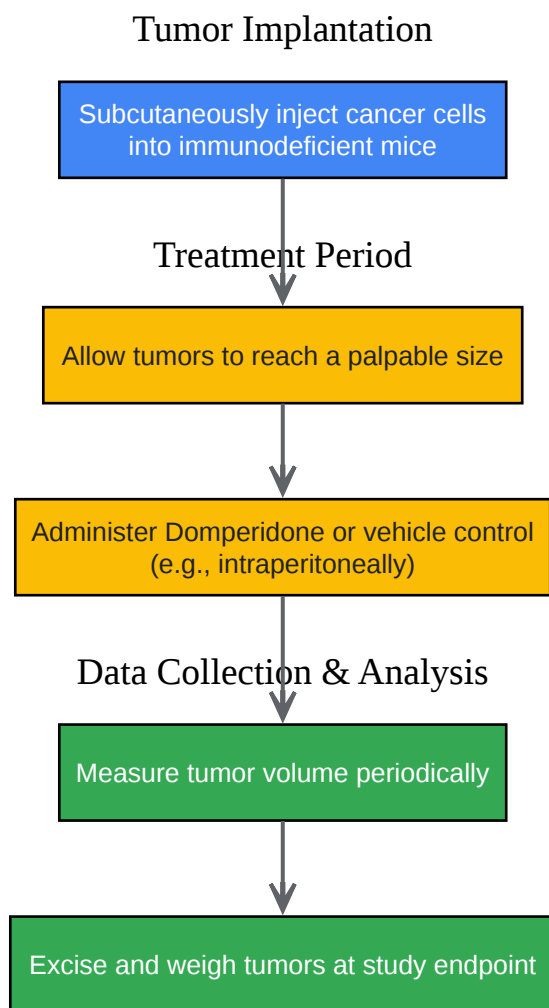 Tumor Implantation
Subcutaneously inject cancer cells
into immunodeficient mice
Treatment Period
Allow tumors to reach a palpable size
Administer Domperidone or vehicle control
(e.g., intraperitoneally)
Data Collection & Analysis
Measure tumor volume periodically
Excise and weigh tumors at study endpoint